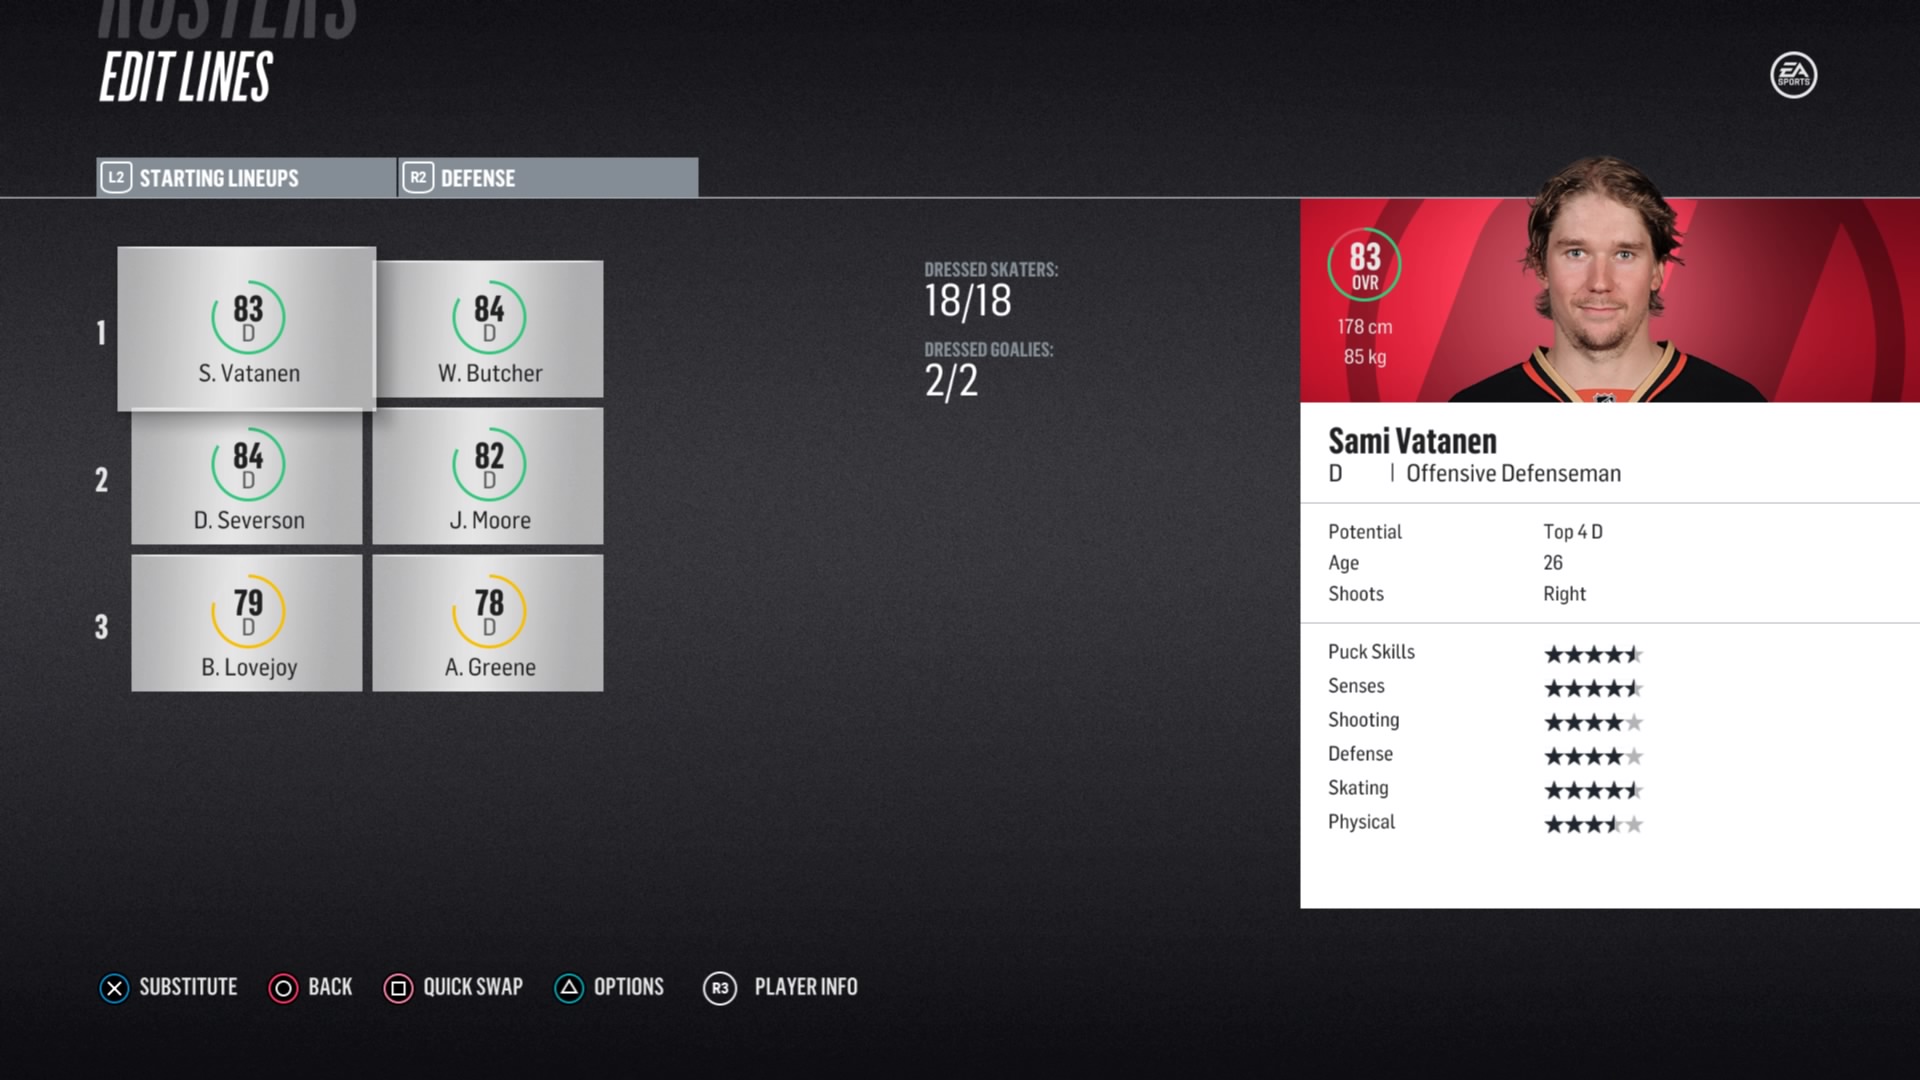 ROSTERS
EDIT LINES
EA SPORTS
L2 STARTING LINEUPS
R2 DEFENSE
1
83
D
S. Vatanen
84
D
W. Butcher
2
84
D
D. Severson
82
D
J. Moore
3
79
D
B. Lovejoy
78
D
A. Greene
DRESSED SKATERS:
18/18
DRESSED GOALIES:
2/2
83
OVR
178 cm
85 kg
Sami Vatanen
D | Offensive Defenseman
Potential Top 4 D
Age 26
Shoots Right
Puck Skills
Senses
Shooting
Defense
Skating
Physical
SUBSTITUTE BACK QUICK SWAP OPTIONS R3 PLAYER INFO